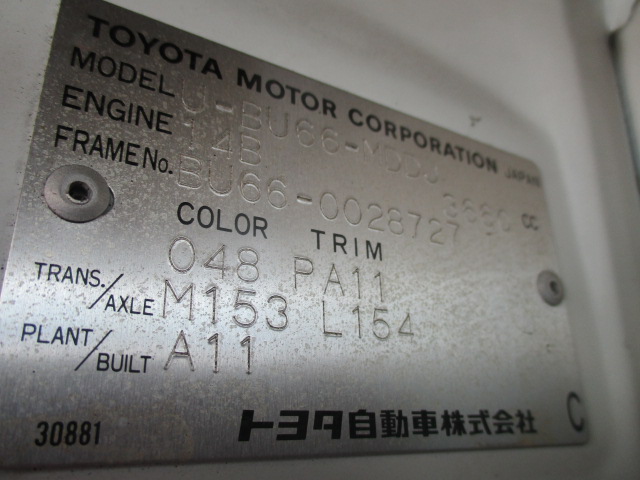 TOYOTA MOTOR CORPORATION JAPAN
MODEL U-BU66-MDDJ
ENGINE 14B 3660 CC
FRAME No. BU66-0028727
COLOR TRIM
048 PA11
TRANS./AXLE M153 L154
PLANT/BUILT A11
30881 トヨタ自動車株式会社 C